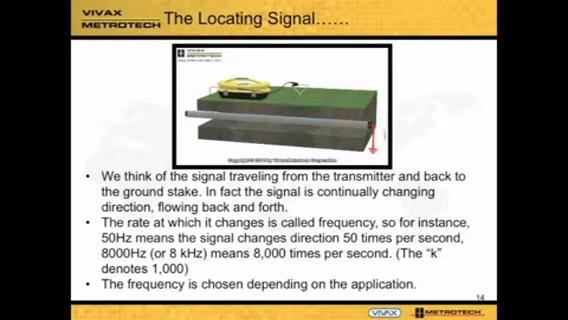 VIVAX
METROTECH
The Locating Signal……
VIVAX
METROTECH
• We think of the signal traveling from the transmitter and back to
the ground stake. In fact the signal is continually changing
direction, flowing back and forth.
• The rate at which it changes is called frequency, so for instance,
50Hz means the signal changes direction 50 times per second,
8000Hz (or 8 kHz) means 8,000 times per second. (The “k”
denotes 1,000)
• The frequency is chosen depending on the application.
14
VIVAX METROTECH